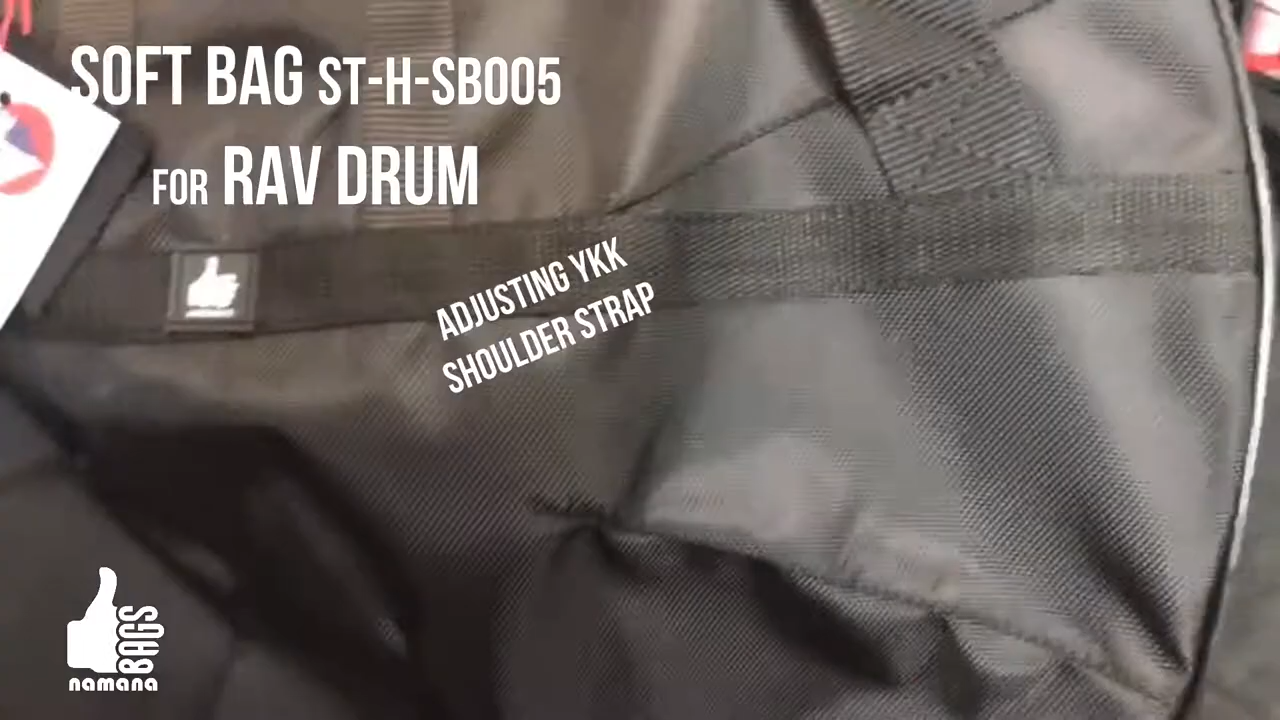 SOFT BAG ST-H-SB005
FOR RAV DRUM
ADJUSTING YKK
SHOULDER STRAP
BAGS
namana